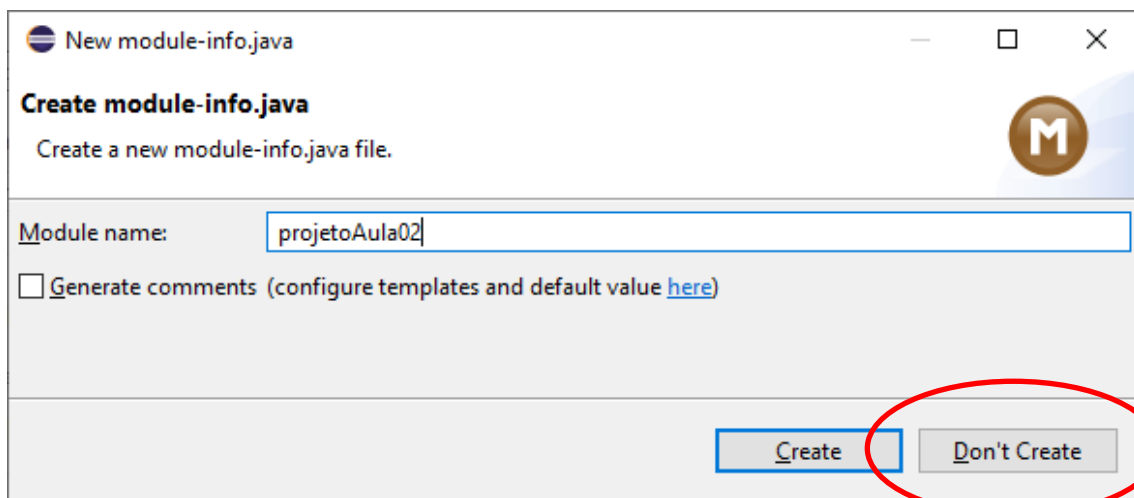 New module-info.java
Create module-info.java
Create a new module-info.java file.
M
Module name: projetoAula02
Generate comments (configure templates and default value here)
Create Don't Create